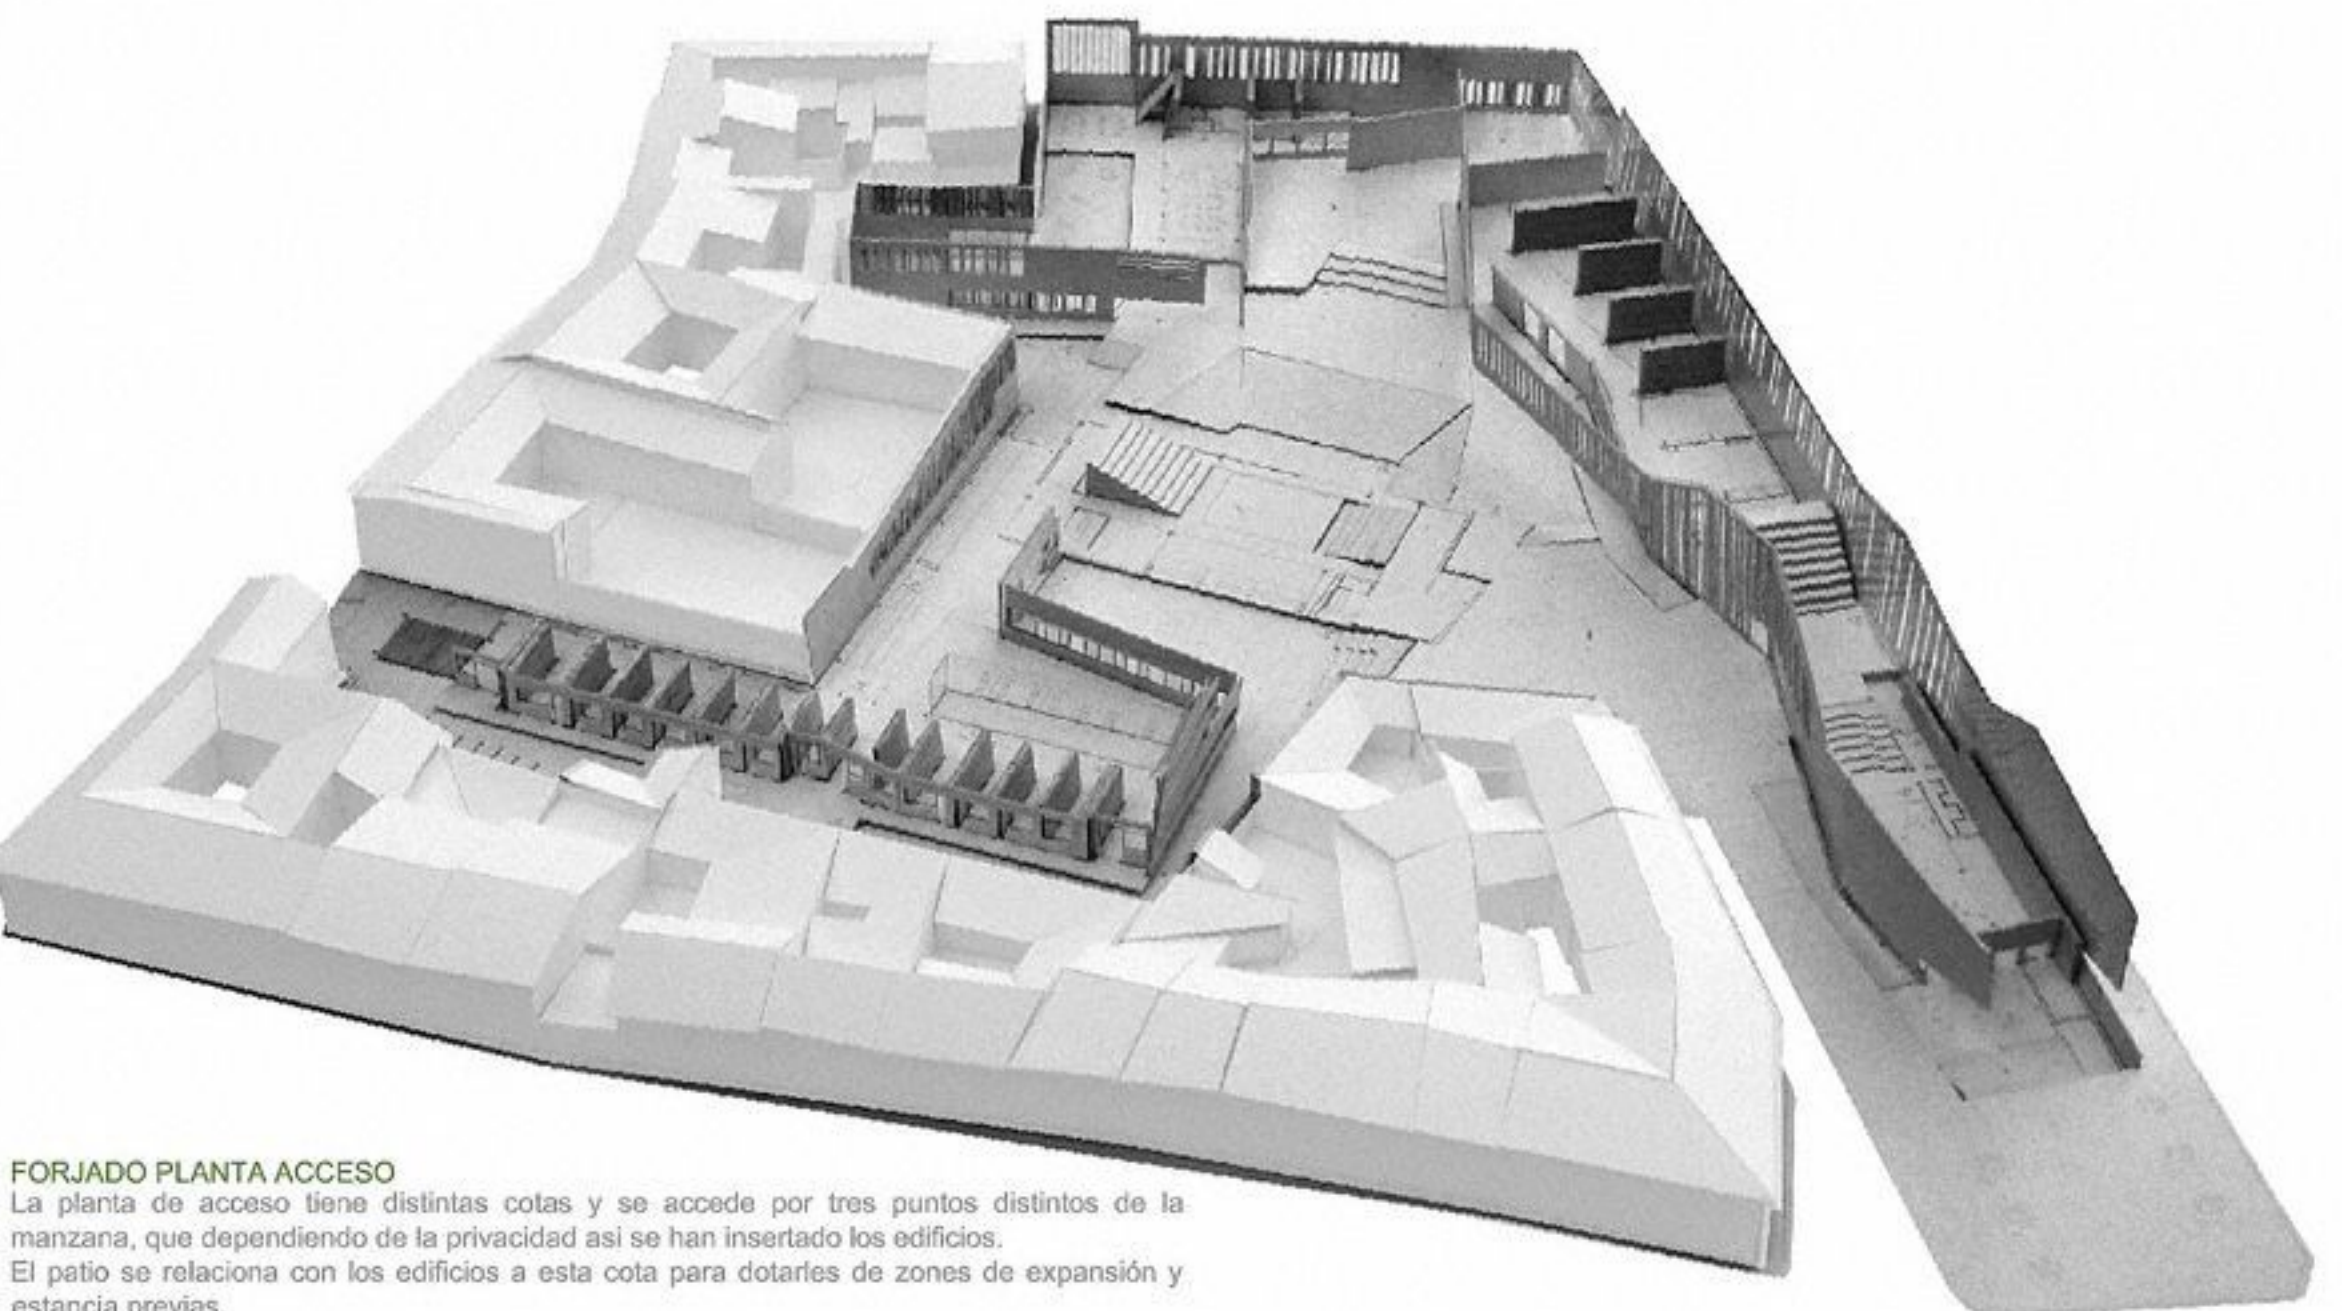 FORJADO PLANTA ACCESO
La planta de acceso tiene distintas cotas y se accede por tres puntos distintos de la
manzana, que dependiendo de la privacidad asi se han insertado los edificios.
El patio se relaciona con los edificios a esta cota para dotarles de zones de expansión y
estancia previas.